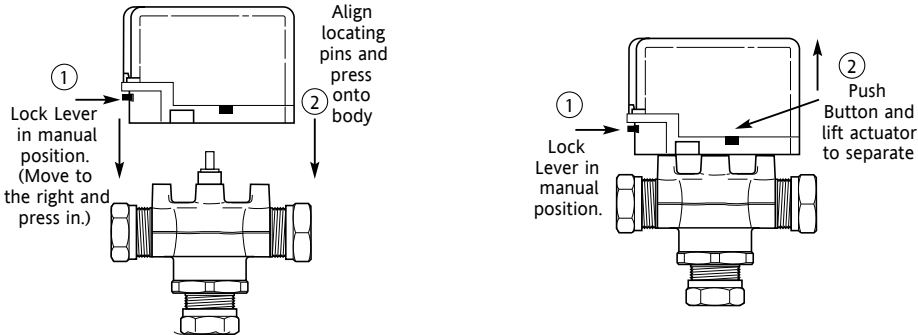 1
Lock Lever
in manual
position.
(Move to
the right and
press in.)
Align
locating
pins and
press
onto
2
body
1
Lock
Lever in
manual
position.
2
Push
Button and
lift actuator
to separate